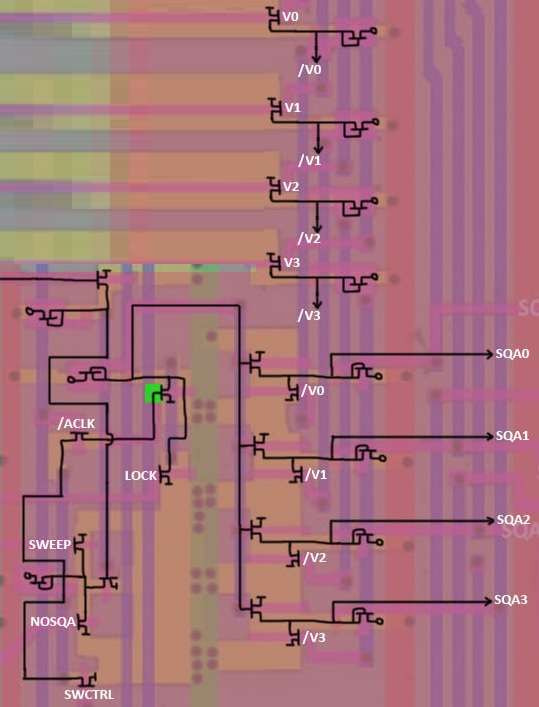 V0
/V0
V1
/V1
V2
/V2
V3
/V3
SQA0
/V0
/ACLK
SQA1
LOCK
/V1
SQA2
SWEEP
/V2
SQA3
NOSQA
/V3
SWCTRL